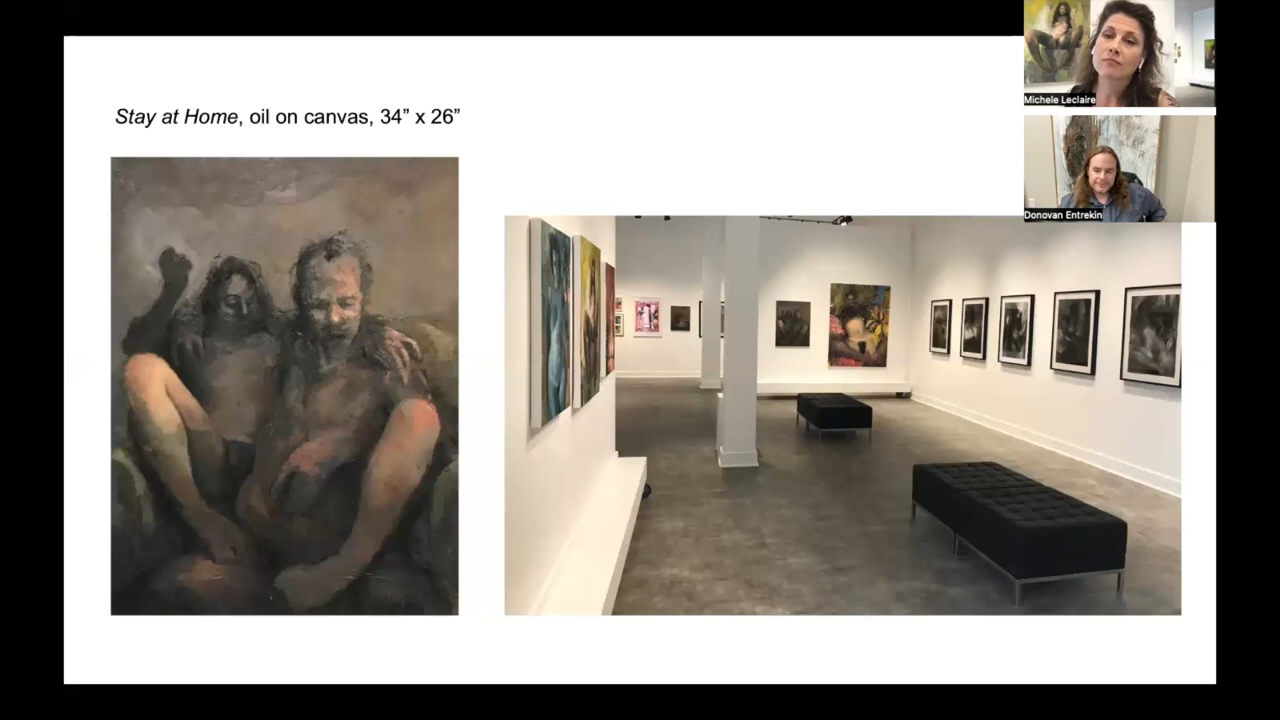 Stay at Home, oil on canvas, 34” x 26”
Michele Leclaire
Donovan Entrekin